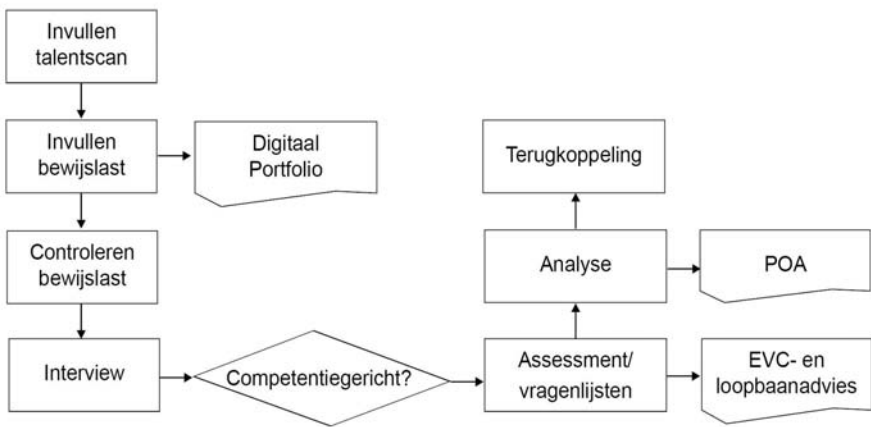 Invullen
talentscan
Invullen
bewijslast
Digitaal
Portfolio
Controleren
bewijslast
Interview
Competentiegericht?
Assessment/
vragenlijsten
EVC- en
loopbaanadvies
Analyse
POA
Terugkoppeling